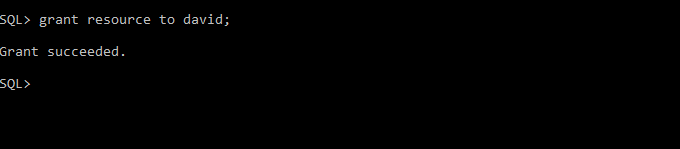 SQL> grant resource to david;
Grant succeeded.
SQL>